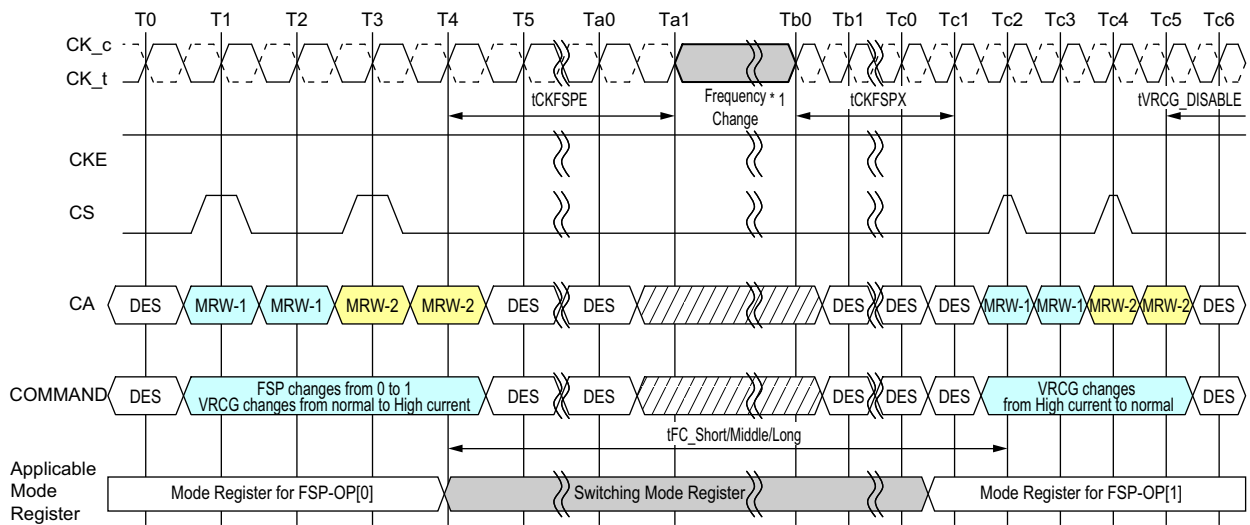 T0 T1 T2 T3 T4 T5 Ta0 Ta1 Tb0 Tb1 Tc0 Tc1 Tc2 Tc3 Tc4 Tc5 Tc6
CK_c
CK_t
tCKFSPE
Frequency * 1
Change
tCKFSPX
tVRCG_DISABLE
CKE
CS
CA DES MRW-1 MRW-1 MRW-2 MRW-2 DES DES DES DES DES MRW-1 MRW-1 MRW-2 MRW-2 DES
COMMAND DES FSP changes from 0 to 1
VRCG changes from normal to High current
DES DES DES DES DES VRCG changes
from High current to normal
DES
tFC_Short/Middle/Long
Applicable
Mode
Register
Mode Register for FSP-OP[0] Switching Mode Register Mode Register for FSP-OP[1]